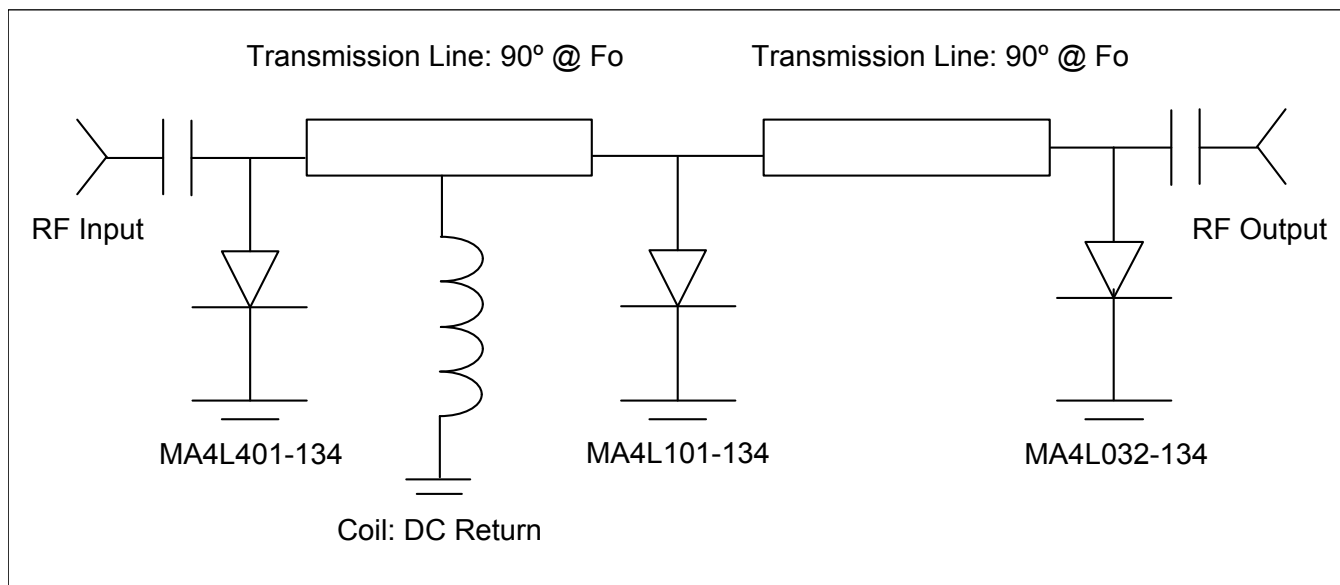 Transmission Line: 90º @ Fo
Transmission Line: 90º @ Fo
RF Input
RF Output
MA4L401-134
MA4L101-134
MA4L032-134
Coil: DC Return